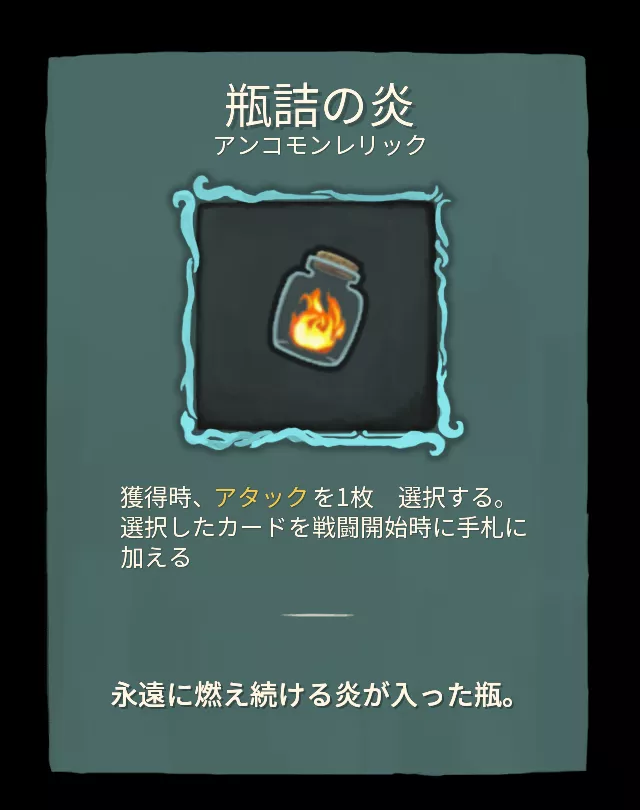 瓶詰の炎
アンコモンレリック
獲得時、アタックを1枚　選択する。
選択したカードを戦闘開始時に手札に
加える
永遠に燃え続ける炎が入った瓶。